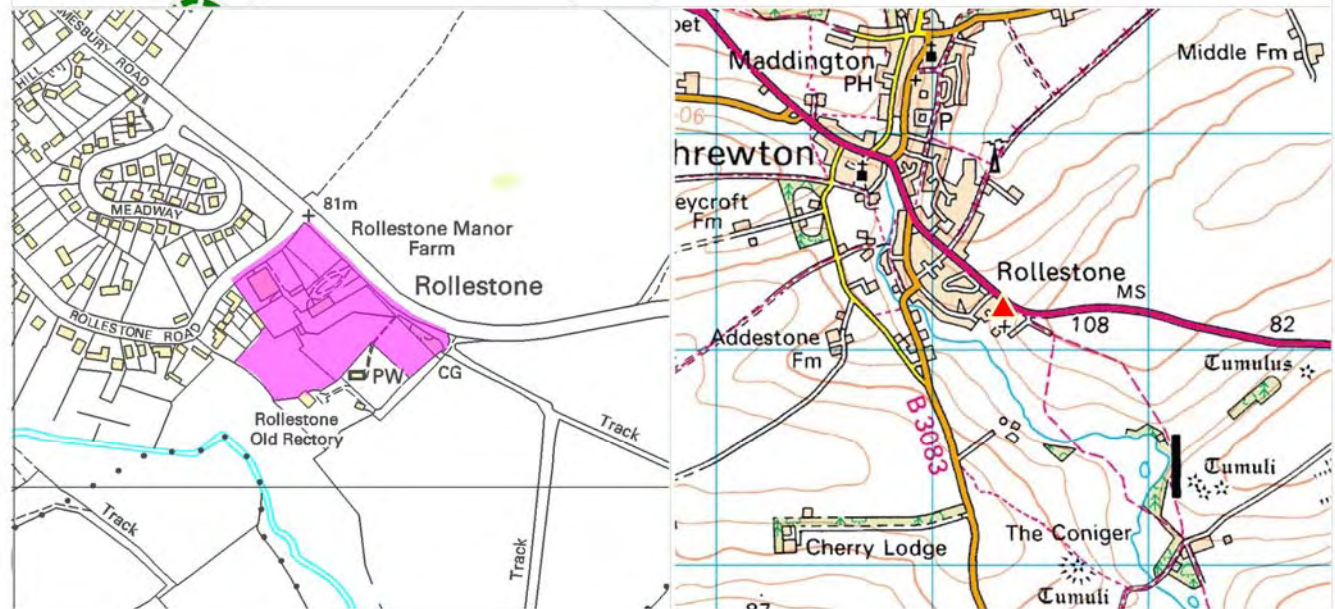 MESBURY
ROAD
HILL
MEADWAY
81m
Rollestone Manor
Farm
Rollestone
ROLLESTONE ROAD
PW
CG
Rollestone
Old Rectory
Track
Track
Track
Maddington
PH
Middle Fm
P
hrewton
eycroft
Fm
Rollestone
MS
108
82
Addestone
Fm
Tumulus
B 3083
Tumuli
The Coniger
Cherry Lodge
Tumuli